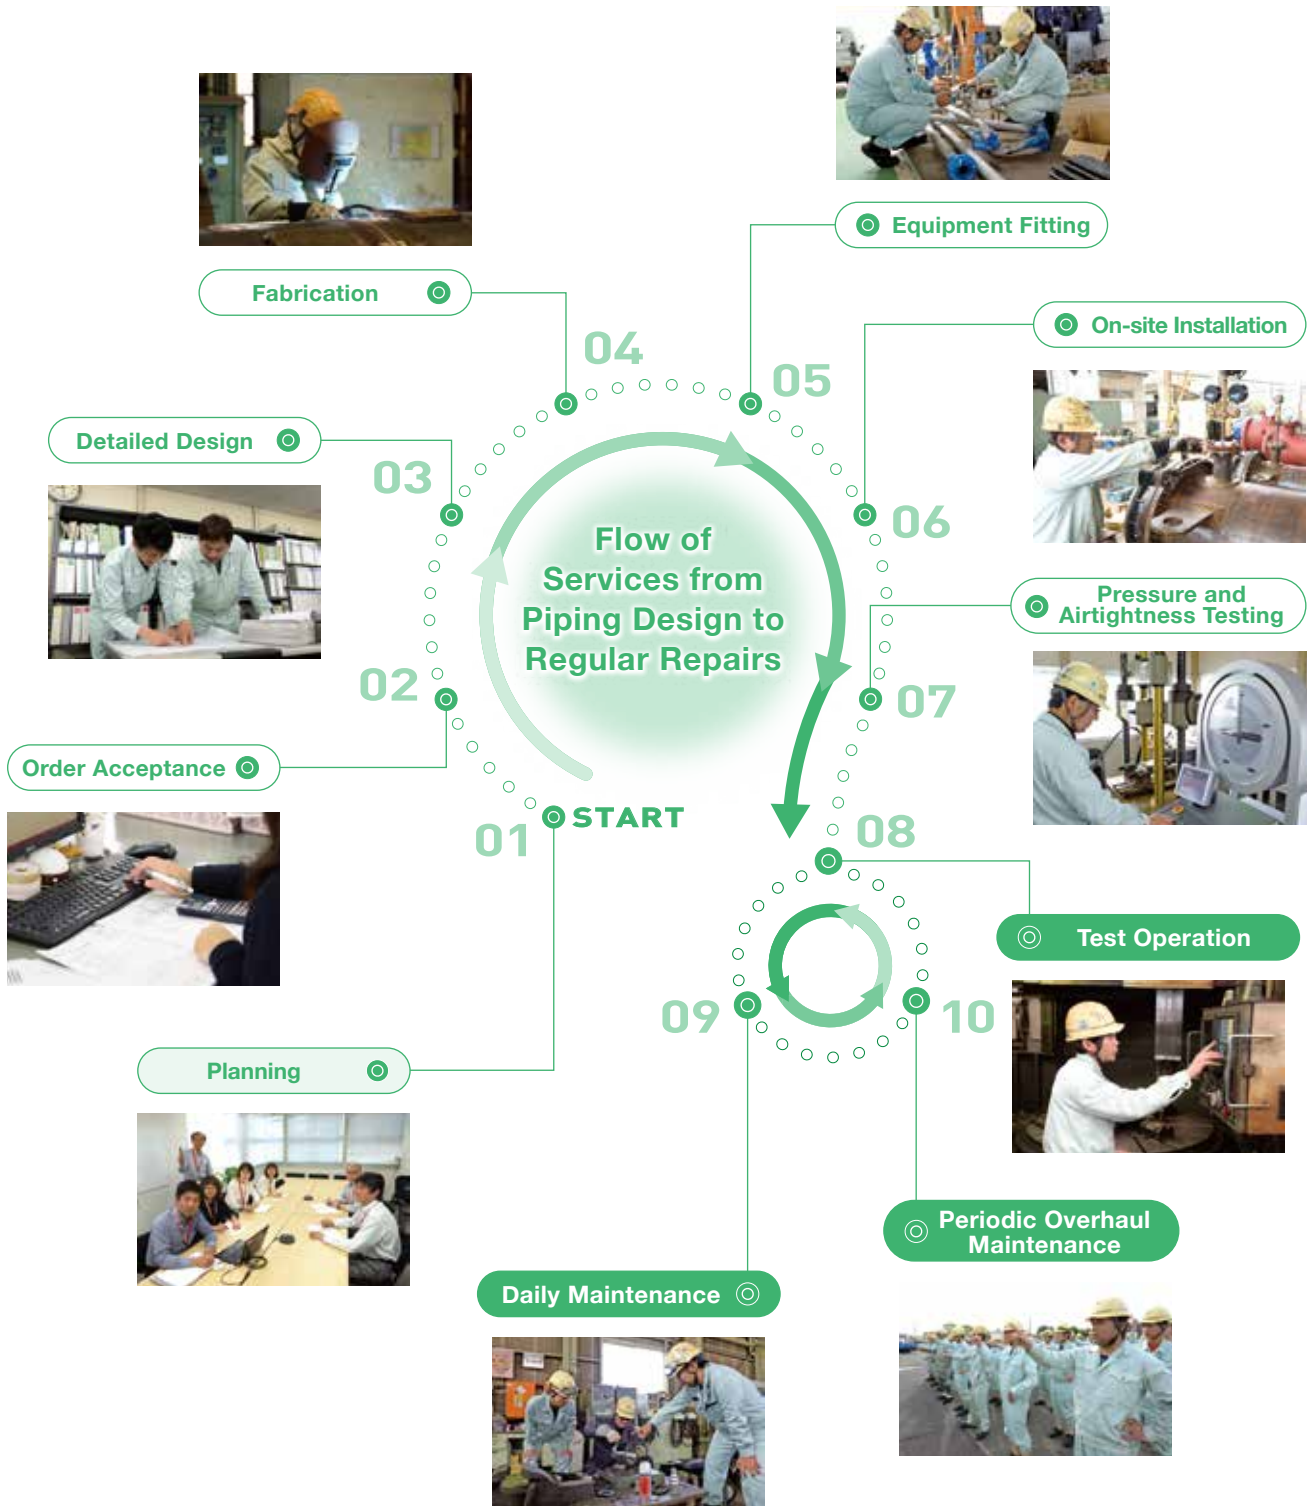 Flow of
Services from
Piping Design to
Regular Repairs
START
01
Planning
02
Order Acceptance
03
Detailed Design
04
Fabrication
05
Equipment Fitting
06
On-site Installation
07
Pressure and
Airtightness Testing
08
Test Operation
09
Daily Maintenance
10
Periodic Overhaul
Maintenance